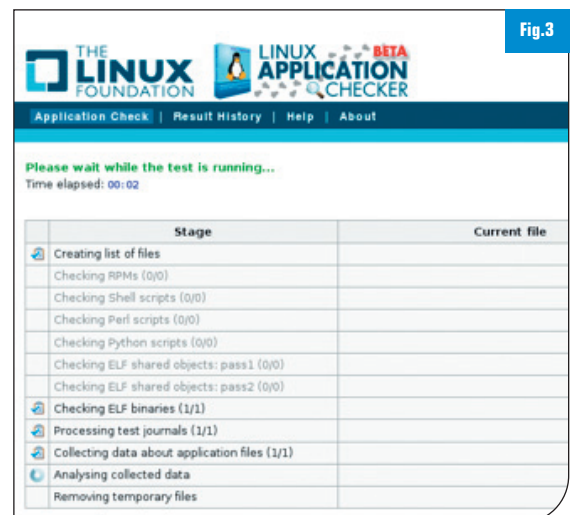 Fig.3
THE
LINUX
FOUNDATION
LINUX
BETA
APPLICATION
CHECKER
Application Check | Result History | Help | About
Please wait while the test is running...
Time elapsed: 00:02
Stage Current file
Creating list of files
Checking RPMs (0/0)
Checking Shell scripts (0/0)
Checking Perl scripts (0/0)
Checking Python scripts (0/0)
Checking ELF shared objects: pass1 (0/0)
Checking ELF shared objects: pass2 (0/0)
Checking ELF binaries (1/1)
Processing test journals (1/1)
Collecting data about application files (1/1)
Analysing collected data
Removing temporary files